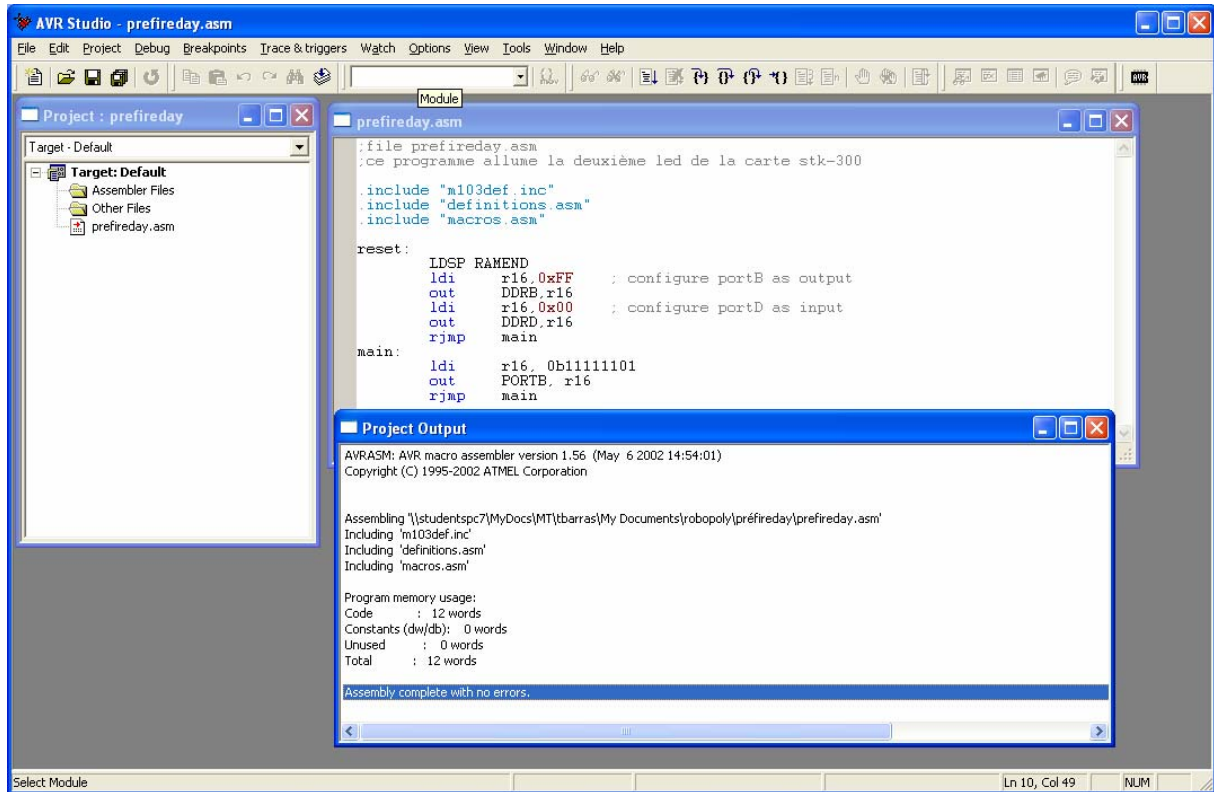 AVR Studio - prefireday.asm
File Edit Project Debug Breakpoints Trace & triggers Watch Options View Tools Window Help
AVR
Module
Project : prefireday
Target - Default
Target: Default
Assembler Files
Other Files
prefireday.asm
prefireday.asm
;file prefireday.asm
;ce programme allume la deuxième led de la carte stk-300
.include "m103def.inc"
.include "definitions.asm"
.include "macros.asm"
reset:
LDSP RAMEND
ldi r16,0xFF ; configure portB as output
out DDRB,r16
ldi r16,0x00 ; configure portD as input
out DDRD,r16
rjmp main
main:
ldi r16, 0b11111101
out PORTB, r16
rjmp main
Project Output
AVRASM: AVR macro assembler version 1.56 (May 6 2002 14:54:01)
Copyright (C) 1995-2002 ATMEL Corporation
Assembling '\\studentspc7\MyDocs\MT\tbarras\My Documents\robopoly\préfireday\prefireday.asm'
Including 'm103def.inc'
Including 'definitions.asm'
Including 'macros.asm'
Program memory usage:
Code : 12 words
Constants (dw/db): 0 words
Unused : 0 words
Total : 12 words
Assembly complete with no errors.
Select Module
Ln 10, Col 49 NUM